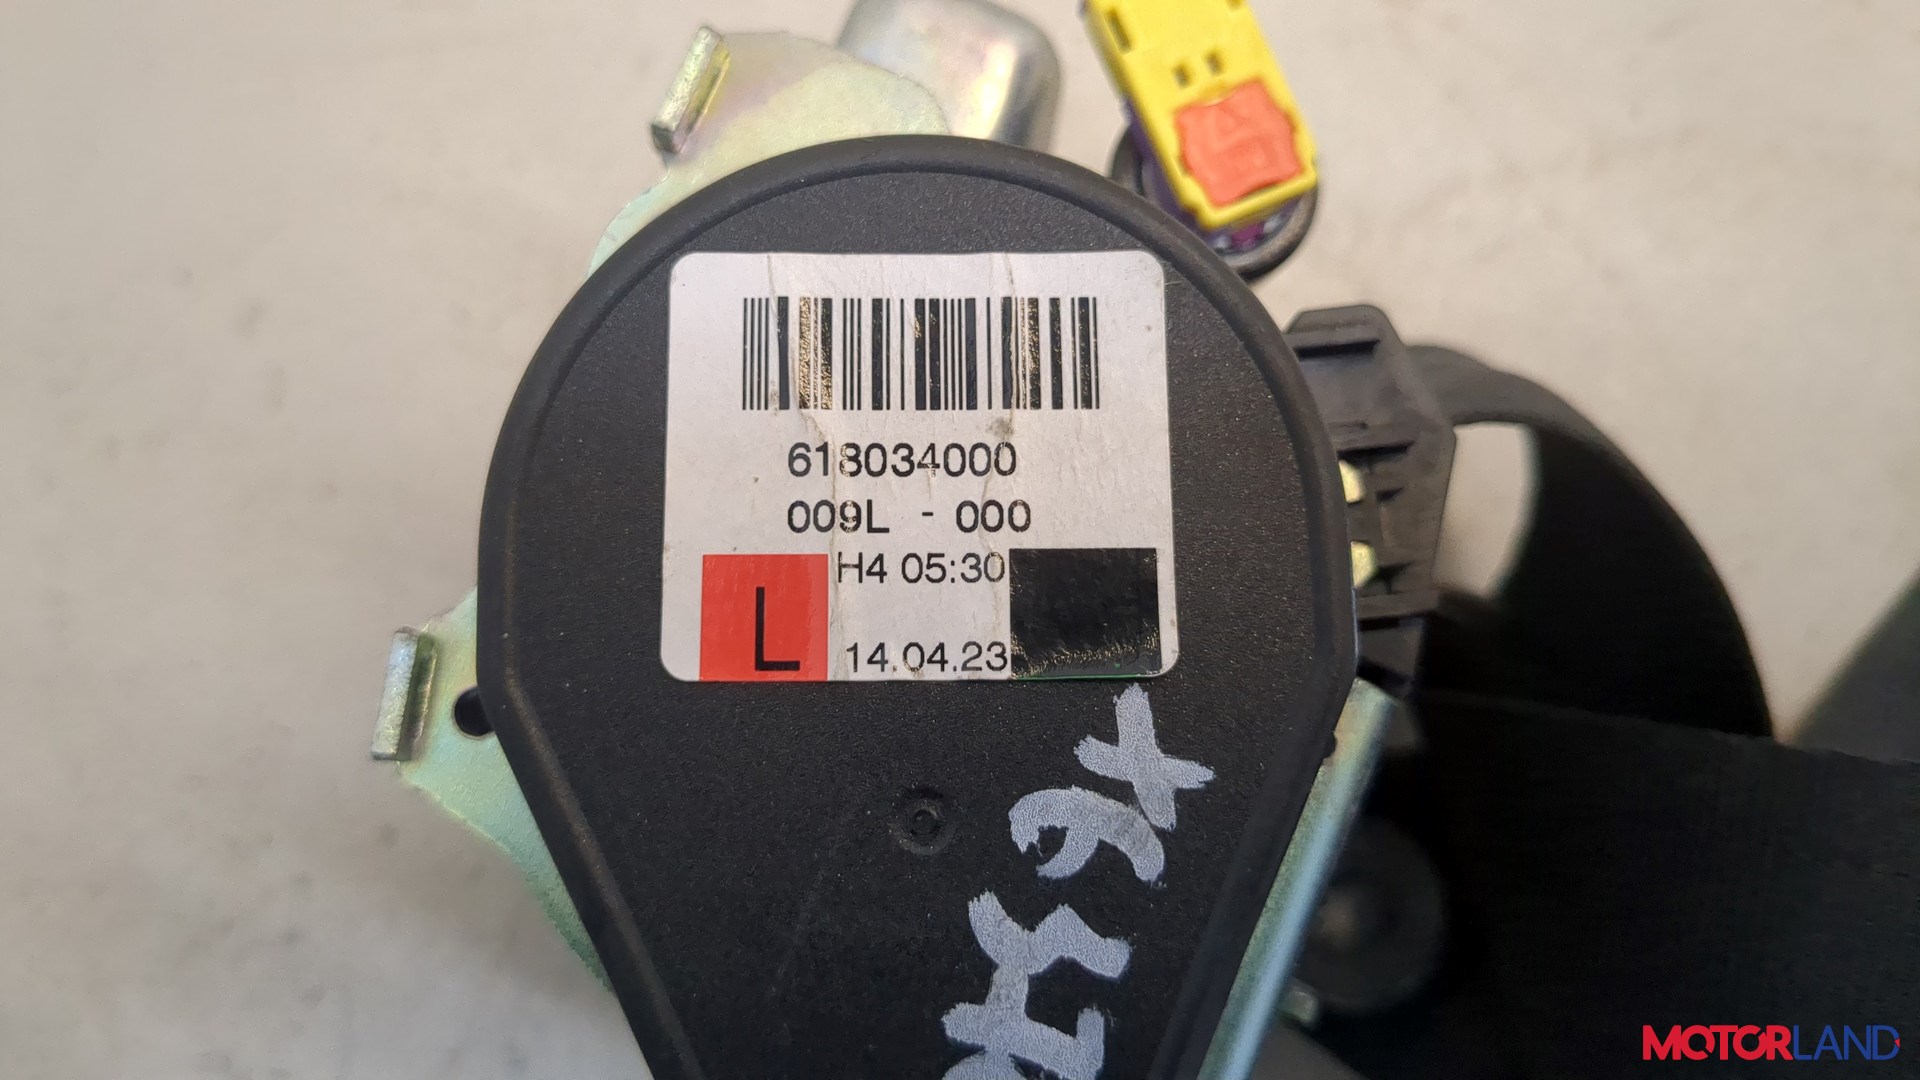 618034000
009L - 000
H4 05:30
L
14.04.23
MOTORLAND